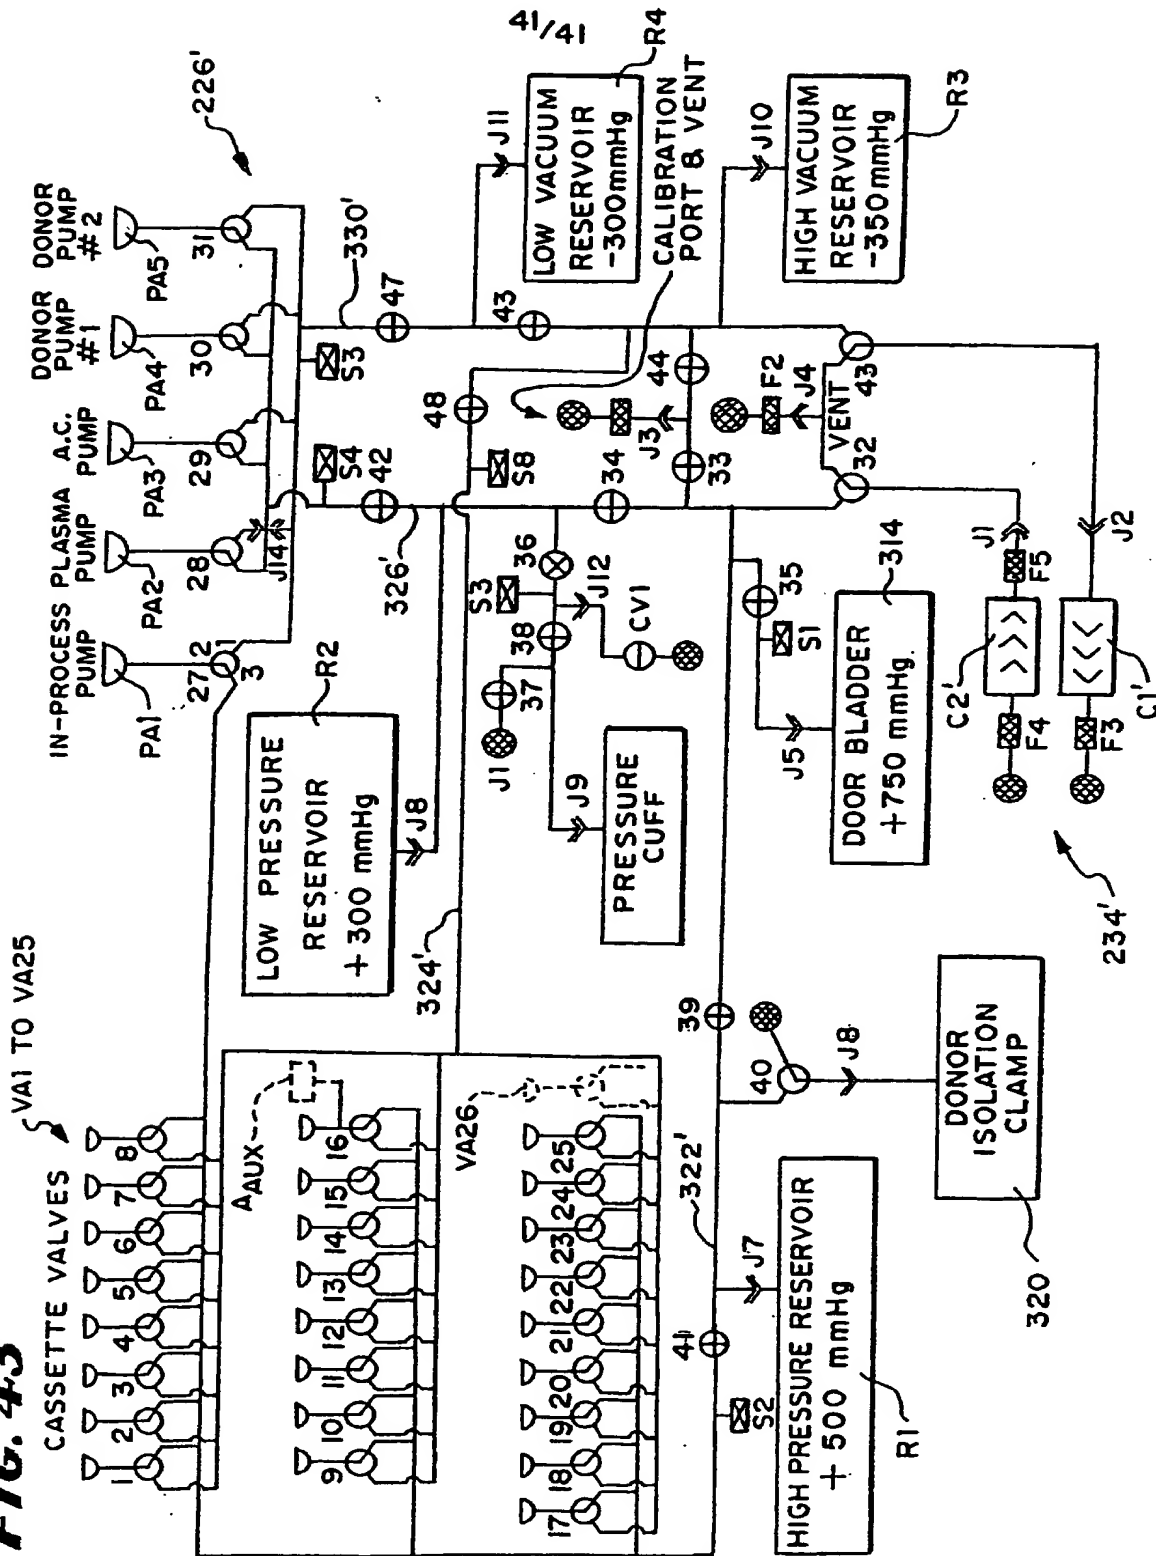 41/41
FIG. 43
CASSETTE VALVES
VA1 TO VA25
1
2
3
4
5
6
7
8
AAUX
9
10
11
12
13
14
15
16
VA26
17
18
19
20
21
22
23
24
25
IN-PROCESS PUMP
PLASMA PUMP
A.C. PUMP
DONOR PUMP #1
DONOR PUMP #2
226'
PA1
PA2
PA3
PA4
PA5
27
2
1
3
28
29
30
31
J14
S4
S3
330'
42
47
326'
LOW PRESSURE
RESERVOIR
+ 300 mmHg
R2
J8
324'
48
S8
43
J11
LOW VACUUM
RESERVOIR
-300mmHg
R4
CALIBRATION
PORT & VENT
S3
36
J12
38
37
J1
CV1
J9
PRESSURE
CUFF
34
33
44
J3
F2
J4
VENT
32
43
J10
HIGH VACUUM
RESERVOIR
-350mmHg
R3
35
S1
J5
DOOR BLADDER
+750 mmHg
314
J1
F5
C2'
F4
J2
C1'
F3
234'
39
40
J8
DONOR
ISOLATION
CLAMP
320
322'
41
S2
J7
HIGH PRESSURE RESERVOIR
+ 500 mmHg
R1